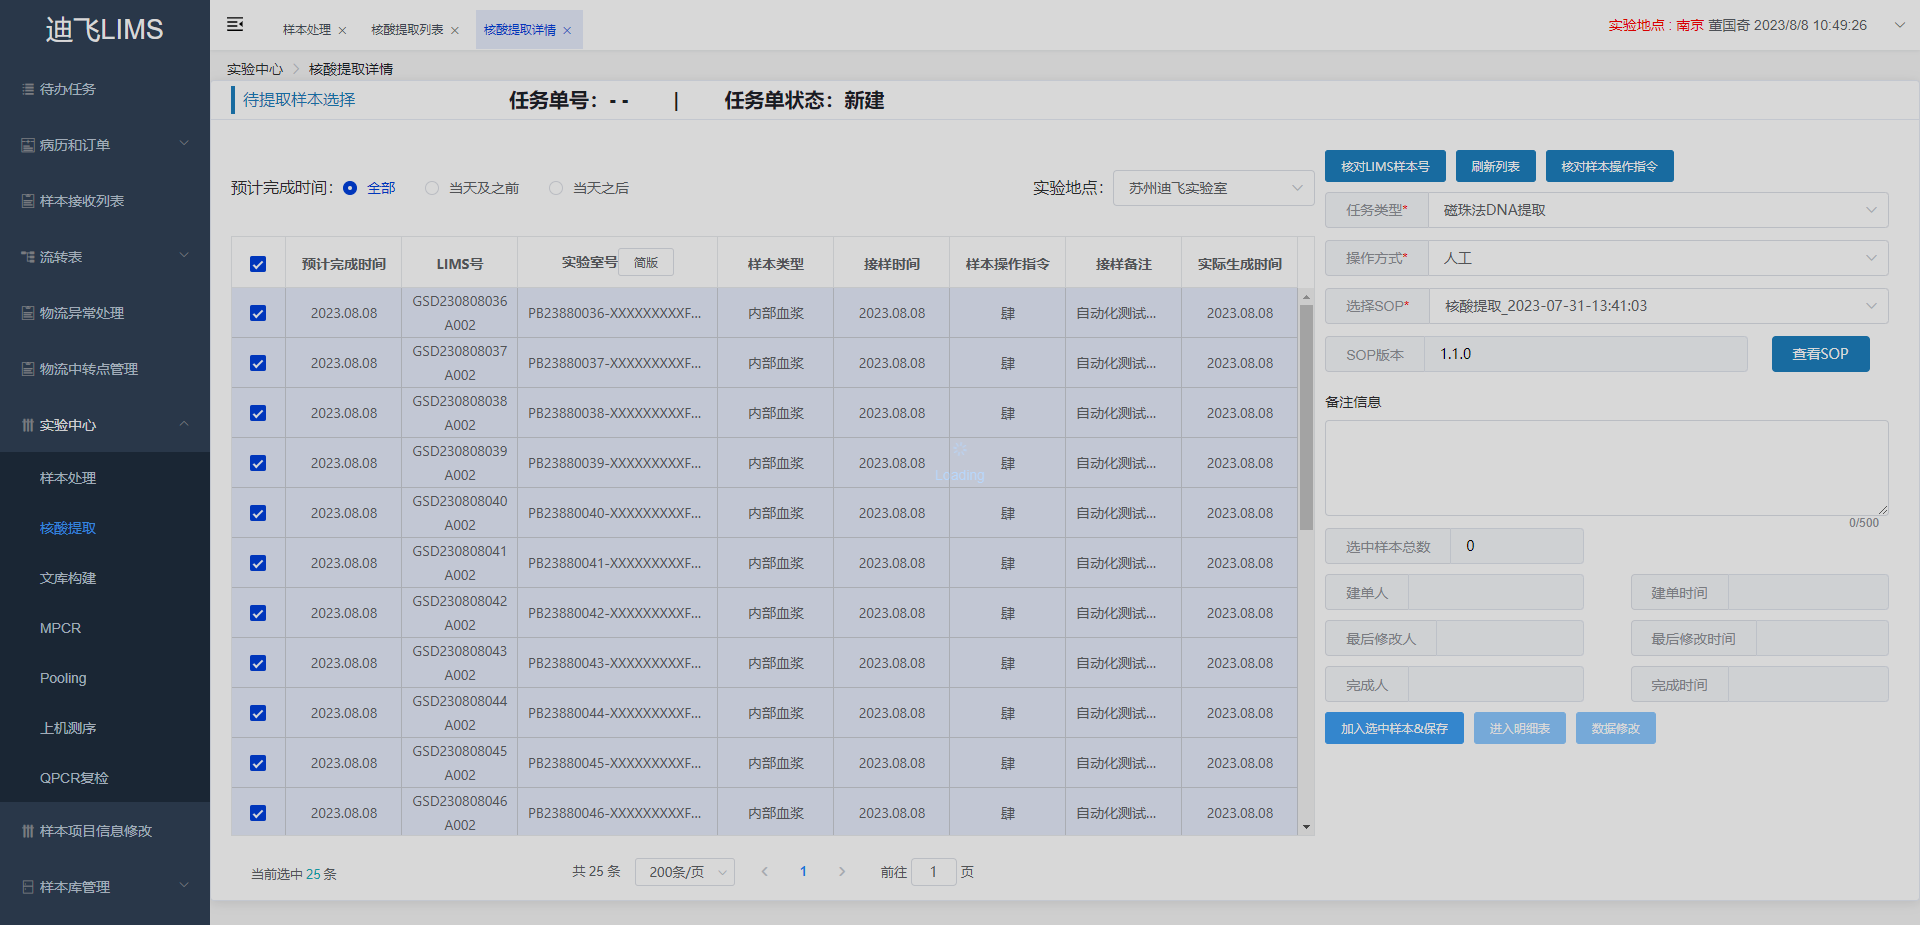 迪飞LIMS
待办任务
病历和订单
样本接收列表
流转表
物流异常处理
物流中转点管理
实验中心
样本处理
核酸提取
文库构建
MPCR
Pooling
上机测序
QPCR复检
样本项目信息修改
样本库管理
样本处理 × 核酸提取列表 × 核酸提取详情 ×
实验地点 : 南京 董国奇 2023/8/8 10:49:26
实验中心 > 核酸提取详情
待提取样本选择 任务单号：- - | 任务单状态：新建
预计完成时间： 全部 当天及之前 当天之后 实验地点： 苏州迪飞实验室
预计完成时间 LIMS号 实验室号 简版 样本类型 接样时间 样本操作指令 接样备注 实际生成时间
2023.08.08 GSD230808036A002 PB23880036-XXXXXXXXXF... 内部血浆 2023.08.08 肆 自动化测试... 2023.08.08
2023.08.08 GSD230808037A002 PB23880037-XXXXXXXXXF... 内部血浆 2023.08.08 肆 自动化测试... 2023.08.08
2023.08.08 GSD230808038A002 PB23880038-XXXXXXXXXF... 内部血浆 2023.08.08 肆 自动化测试... 2023.08.08
2023.08.08 GSD230808039A002 PB23880039-XXXXXXXXXF... 内部血浆 2023.08.08 肆 自动化测试... 2023.08.08
Loading
2023.08.08 GSD230808040A002 PB23880040-XXXXXXXXXF... 内部血浆 2023.08.08 肆 自动化测试... 2023.08.08
2023.08.08 GSD230808041A002 PB23880041-XXXXXXXXXF... 内部血浆 2023.08.08 肆 自动化测试... 2023.08.08
2023.08.08 GSD230808042A002 PB23880042-XXXXXXXXXF... 内部血浆 2023.08.08 肆 自动化测试... 2023.08.08
2023.08.08 GSD230808043A002 PB23880043-XXXXXXXXXF... 内部血浆 2023.08.08 肆 自动化测试... 2023.08.08
2023.08.08 GSD230808044A002 PB23880044-XXXXXXXXXF... 内部血浆 2023.08.08 肆 自动化测试... 2023.08.08
2023.08.08 GSD230808045A002 PB23880045-XXXXXXXXXF... 内部血浆 2023.08.08 肆 自动化测试... 2023.08.08
2023.08.08 GSD230808046A002 PB23880046-XXXXXXXXXF... 内部血浆 2023.08.08 肆 自动化测试... 2023.08.08
当前选中 25 条 共 25 条 200条/页 < 1 > 前往 1 页
核对LIMS样本号 刷新列表 核对样本操作指令
任务类型* 磁珠法DNA提取
操作方式* 人工
选择SOP* 核酸提取_2023-07-31-13:41:03
SOP版本 1.1.0 查看SOP
备注信息
0/500
选中样本总数 0
建单人 建单时间
最后修改人 最后修改时间
完成人 完成时间
加入选中样本&保存 进入明细表 数据修改